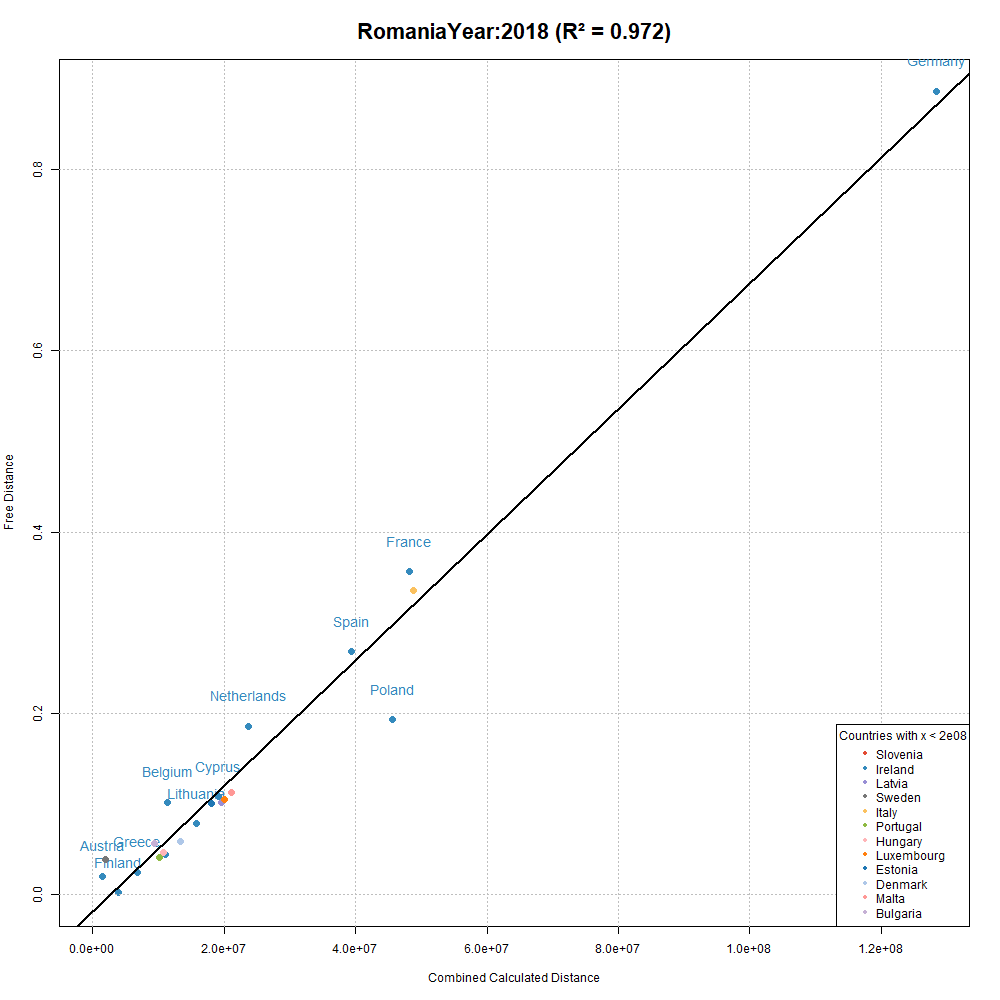 RomaniaYear:2018 (R² = 0.972)
Germany
0.8
0.6
Free Distance
0.4
France
Spain
Poland
Netherlands
0.2
Cyprus
Belgium
Lithuania
Greece
Austria
Finland
0.0
Countries with x < 2e08
Slovenia
Ireland
Latvia
Sweden
Italy
Portugal
Hungary
Luxembourg
Estonia
Denmark
Malta
Bulgaria
0.0e+00 2.0e+07 4.0e+07 6.0e+07 8.0e+07 1.0e+08 1.2e+08
Combined Calculated Distance